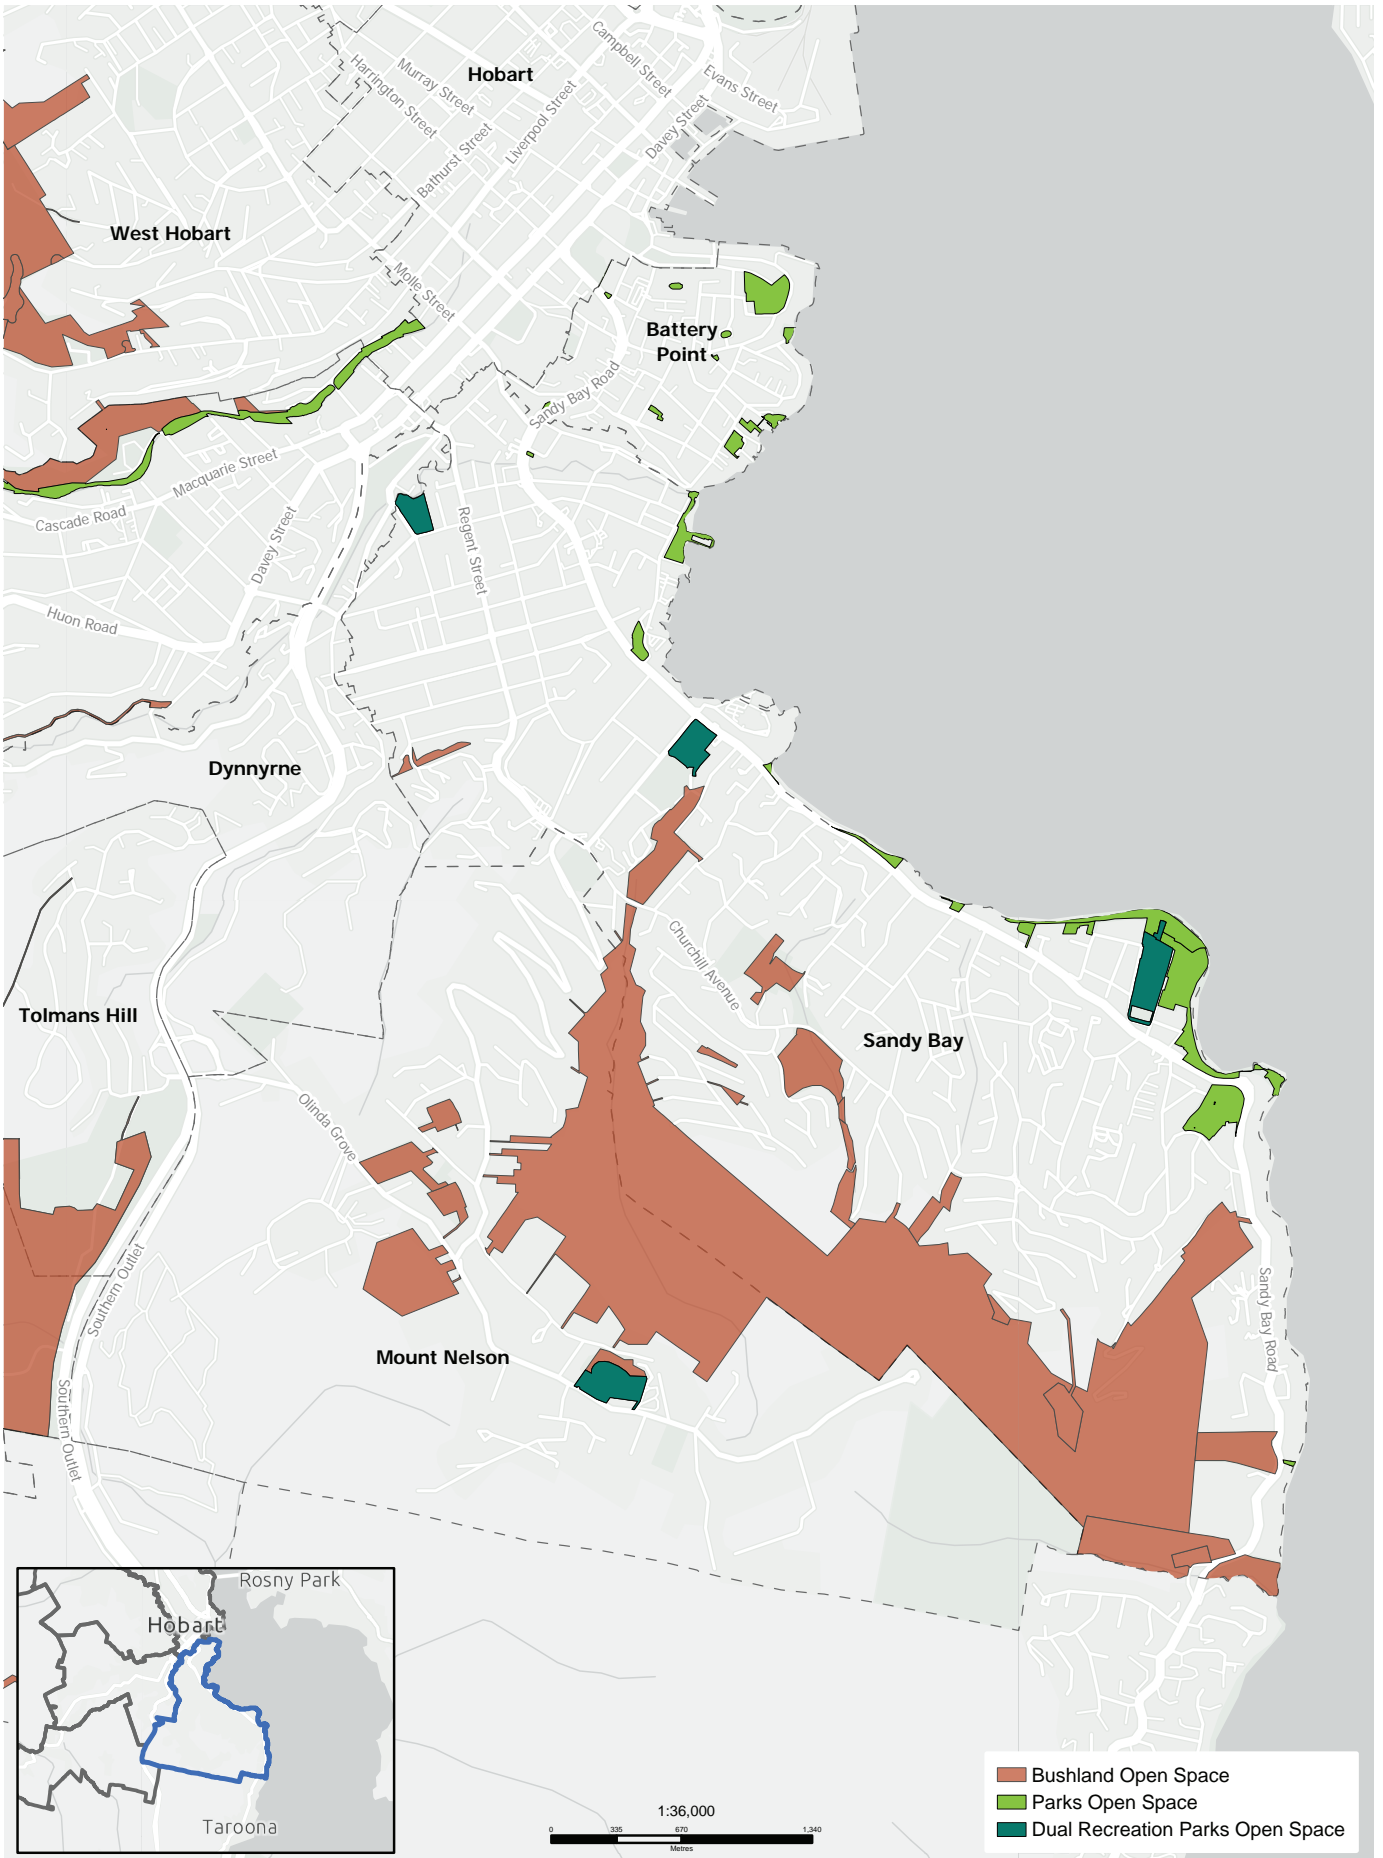 Campbell Street
Hobart
Murray Street
Evans Street
Harrington Street
Liverpool Street
Davey Street
Bathurst Street
West Hobart
Molle Street
Battery
Point
Sandy Bay Road
Macquarie Street
Cascade Road
Regent Street
Davey Street
Huon Road
Dynnyrne
Churchill Avenue
Tolmans Hill
Sandy Bay
Olinda Grove
Southern Outlet
Sandy Bay Road
Mount Nelson
Southern Outlet
Rosny Park
Hobart
Taroona
1:36,000
0 335 670 1,340
Metres
Bushland Open Space
Parks Open Space
Dual Recreation Parks Open Space